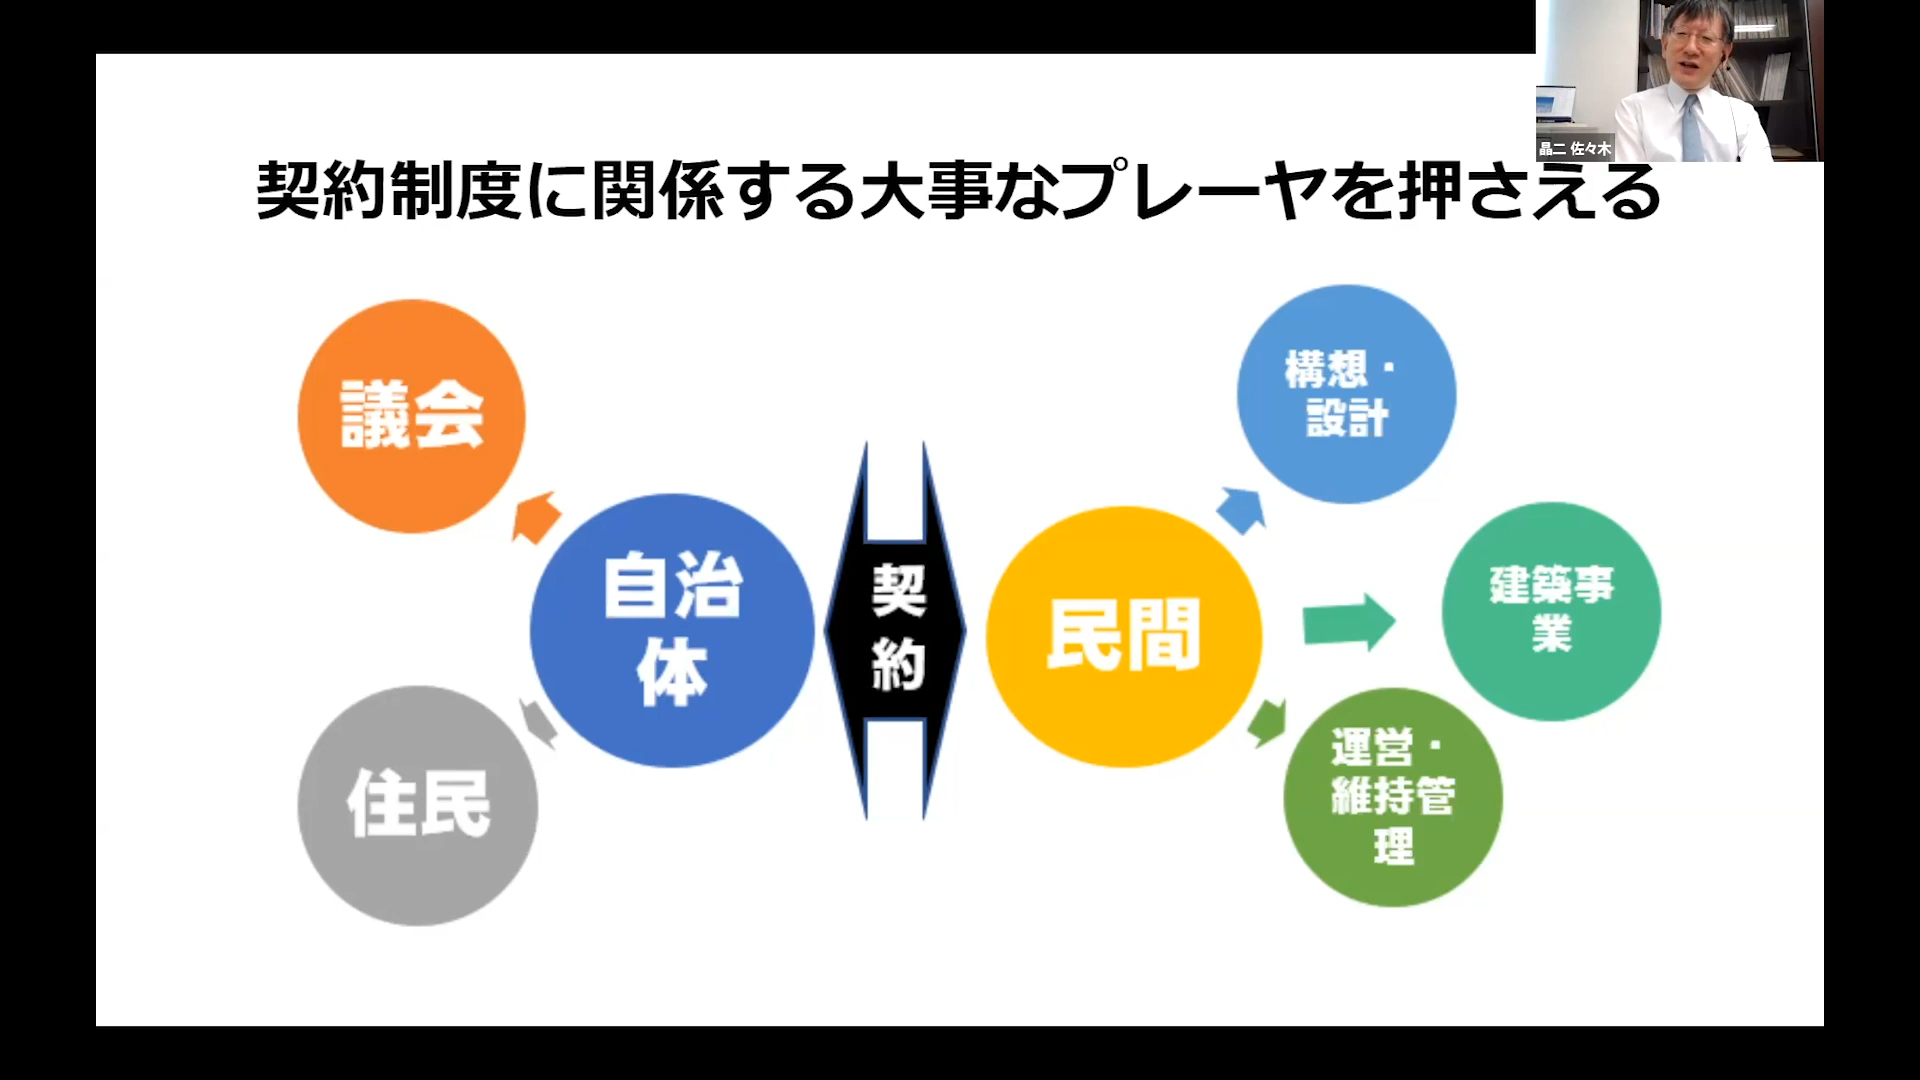 晶二 佐々木
契約制度に関係する大事なプレーヤを押さえる
議会
自治
体
住民
契
約
民間
構想・
設計
建築事
業
運営・
維持管
理